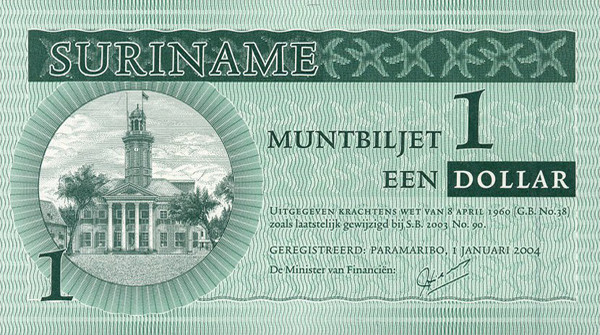 SURINAME
MUNTBILJET 1
EEN DOLLAR
UITGEGEVEN KRACHTENS WET VAN 8 APRIL 1960 (G.B. NO.38)
ZOALS LAATSTELIJK GEWIJZIGD BIJ S.B. 2003 NO. 90.
GEREGISTREERD: PARAMARIBO, 1 JANUARI 2004
De Minister van Financiën:
1